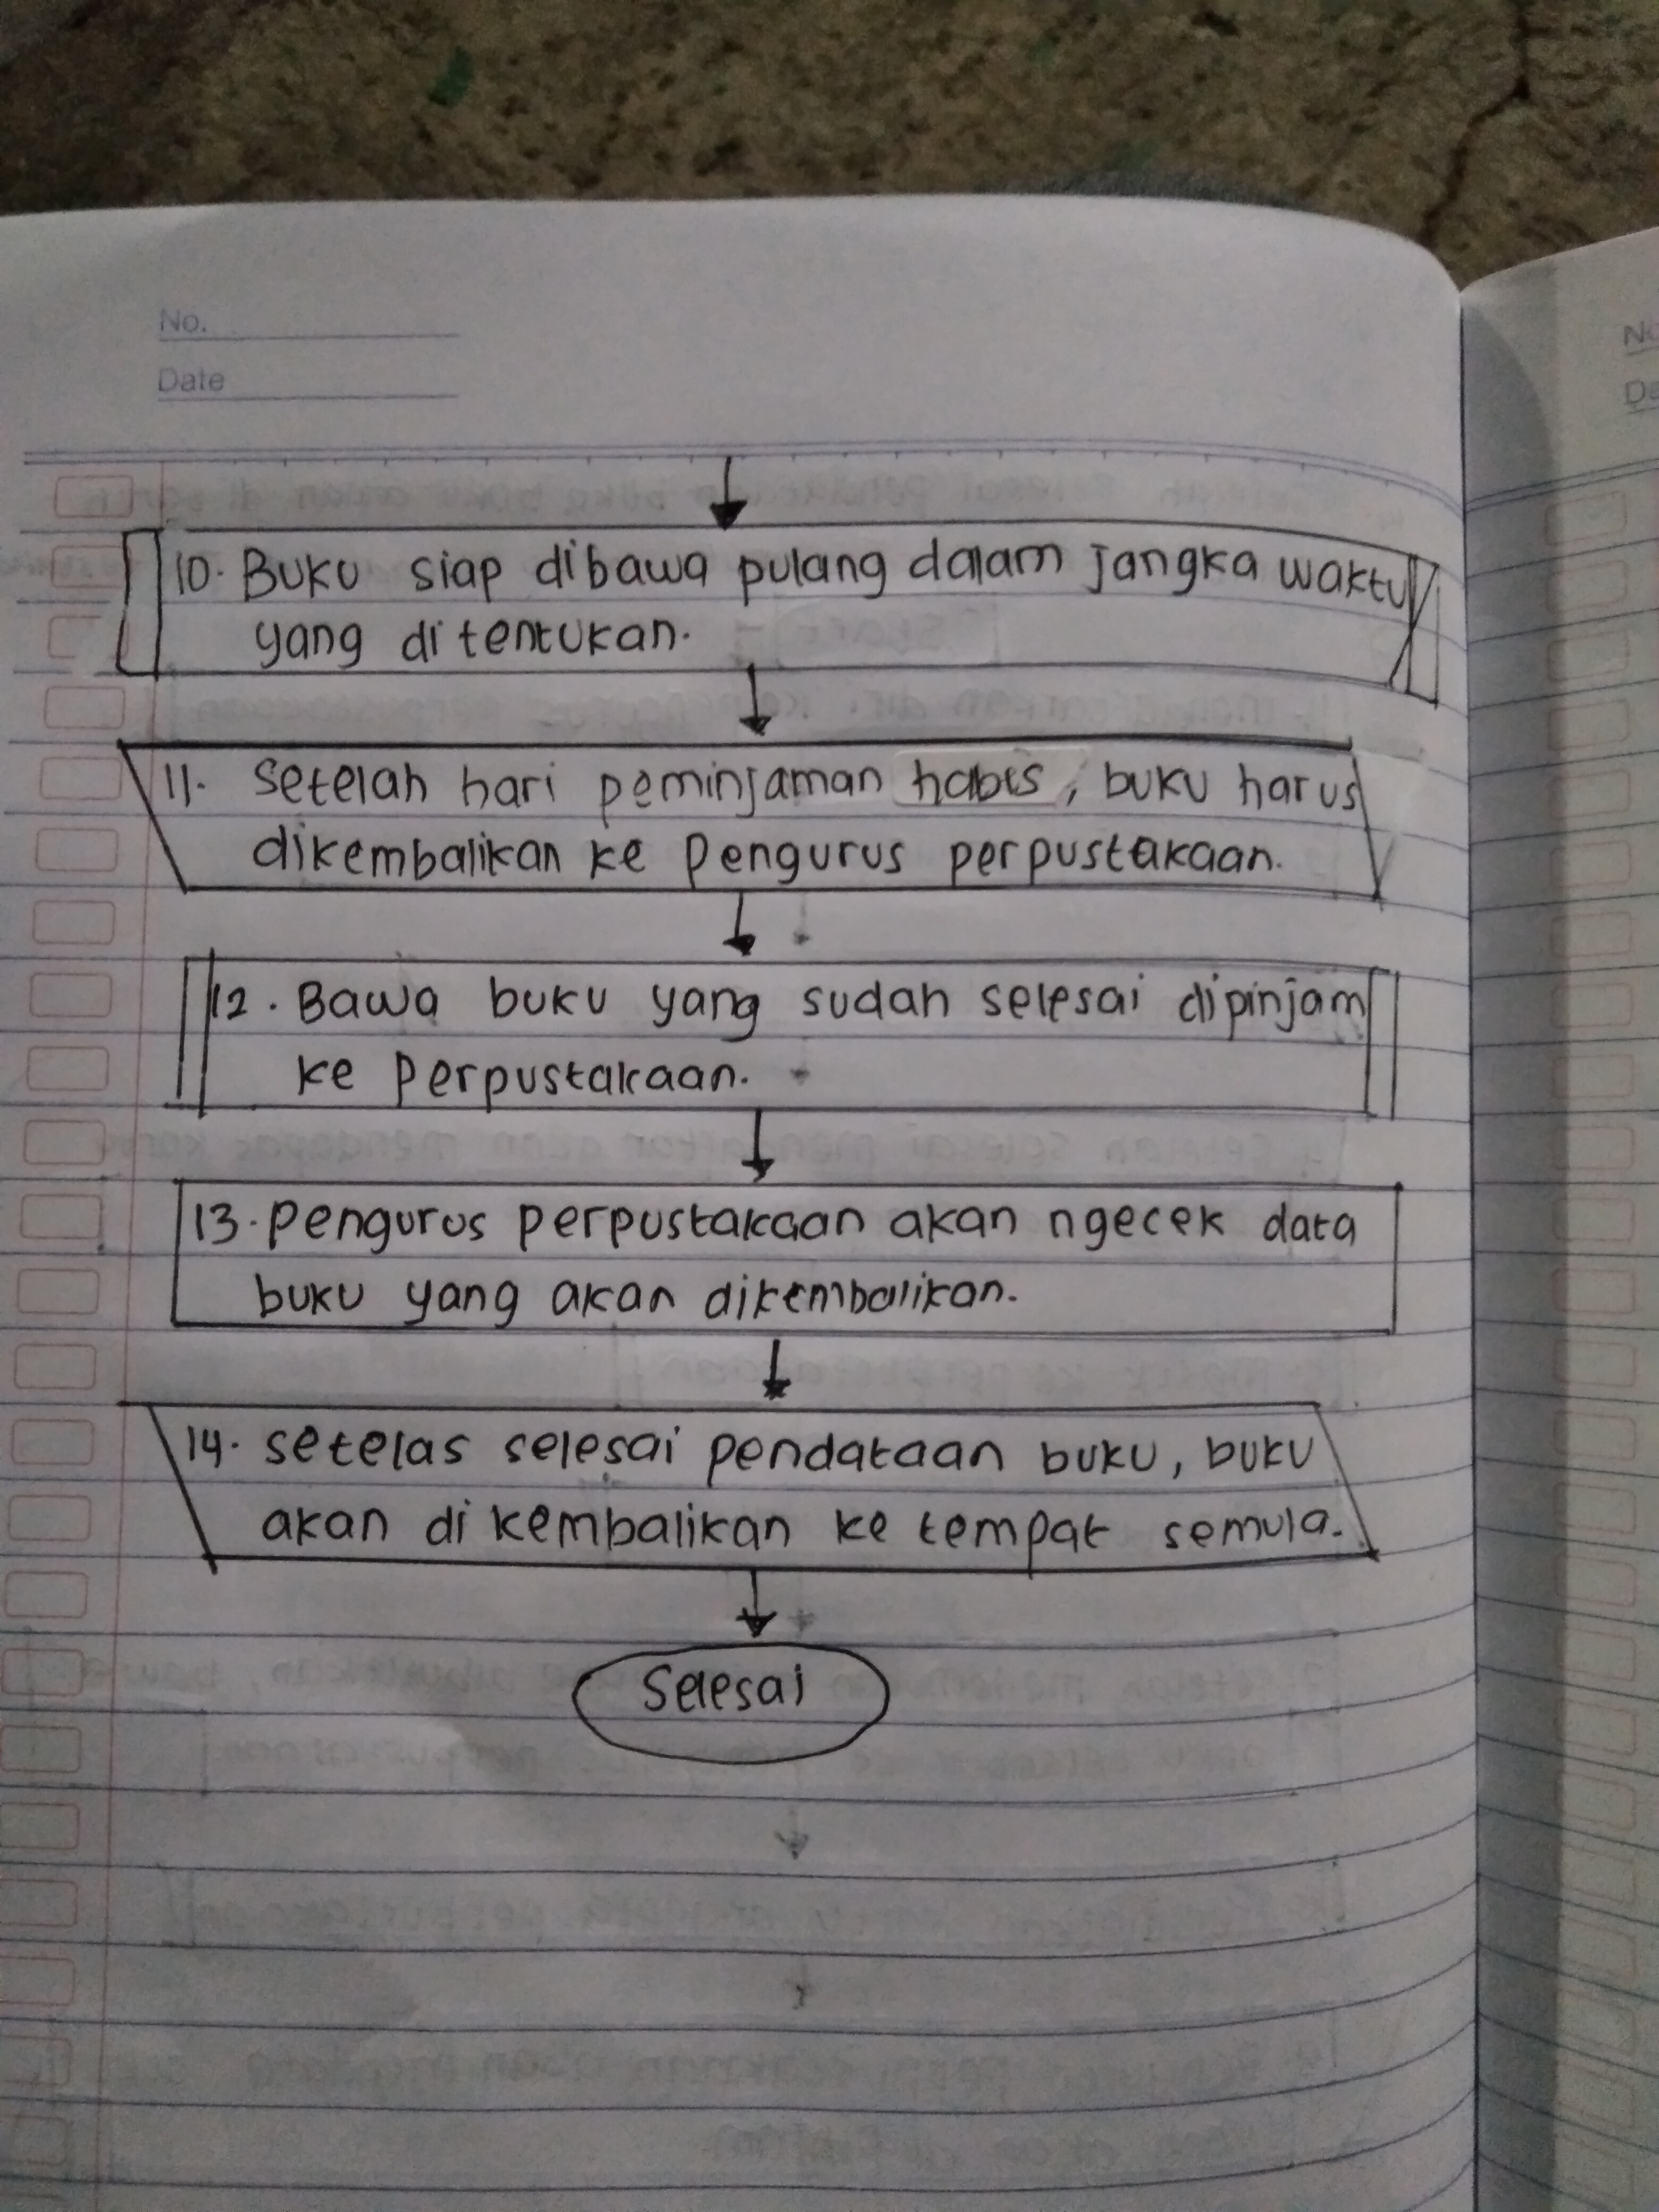 No.
Date
10. Buku siap dibawa pulang dalam jangka waktu
yang ditentukan.
11. Setelah hari peminjaman habis, buku harus
dikembalikan ke Pengurus perpustakaan.
12. Bawa buku yang sudah selesai dipinjam
ke Perpustakaan.
13. pengurus perpustakaan akan ngecek data
buku yang akan dikembalikan.
14. setelas selesai pendataan buku, buku
akan di kembalikan ke tempat semula.
Selesai